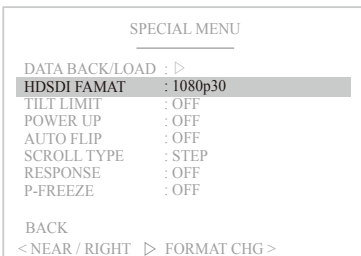 SPECIAL MENU
DATA BACK/LOAD : ▷
HDSDI FAMAT : 1080p30
TILT LIMIT : OFF
POWER UP : OFF
AUTO FLIP : OFF
SCROLL TYPE : STEP
RESPONSE : OFF
P-FREEZE : OFF
BACK
< NEAR / RIGHT ▷ FORMAT CHG >